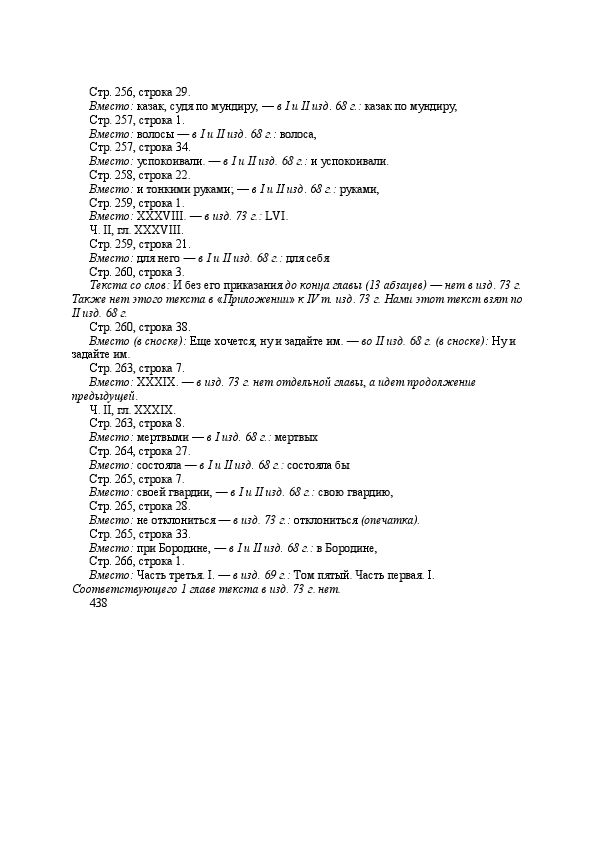 Стр. 256, строка 29.
Вместо: казак, судя по мундиру, — в I и II изд. 68 г.: казак по мундиру,
Стр. 257, строка 1.
Вместо: волосы — в I и II изд. 68 г.: волоса,
Стр. 257, строка 34.
Вместо: успокоивали. — в I и II изд. 68 г.: и успокоивали.
Стр. 258, строка 22.
Вместо: и тонкими руками; — в I и II изд. 68 г.: руками,
Стр. 259, строка 1.
Вместо: XXXVIII. — в изд. 73 г.: LVI.
Ч. II, гл. XXXVIII.
Стр. 259, строка 21.
Вместо: для него — в I и II изд. 68 г.: для себя
Стр. 260, строка 3.
Текста со слов: И без его приказания до конца главы (13 абзацев) — нет в изд. 73 г.
Также нет этого текста в «Приложении» к IV т. изд. 73 г. Нами этот текст взят по
II изд. 68 г.
Стр. 260, строка 38.
Вместо (в сноске): Еще хочется, ну и задайте им. — во II изд. 68 г. (в сноске): Ну и
задайте им.
Стр. 263, строка 7.
Вместо: XXXIX. — в изд. 73 г. нет отдельной главы, а идет продолжение
предыдущей.
Ч. II, гл. XXXIX.
Стр. 263, строка 8.
Вместо: мертвыми — в I изд. 68 г.: мертвых
Стр. 264, строка 27.
Вместо: состояла — в I и II изд. 68 г.: состояла бы
Стр. 265, строка 7.
Вместо: своей гвардии, — в I и II изд. 68 г.: свою гвардию,
Стр. 265, строка 28.
Вместо: не отклониться — в изд. 73 г.: отклониться (опечатка).
Стр. 265, строка 33.
Вместо: при Бородине, — в I и II изд. 68 г.: в Бородине,
Стр. 266, строка 1.
Вместо: Часть третья. I. — в изд. 69 г.: Том пятый. Часть первая. I.
Соответствующего 1 главе текста в изд. 73 г. нет.
438